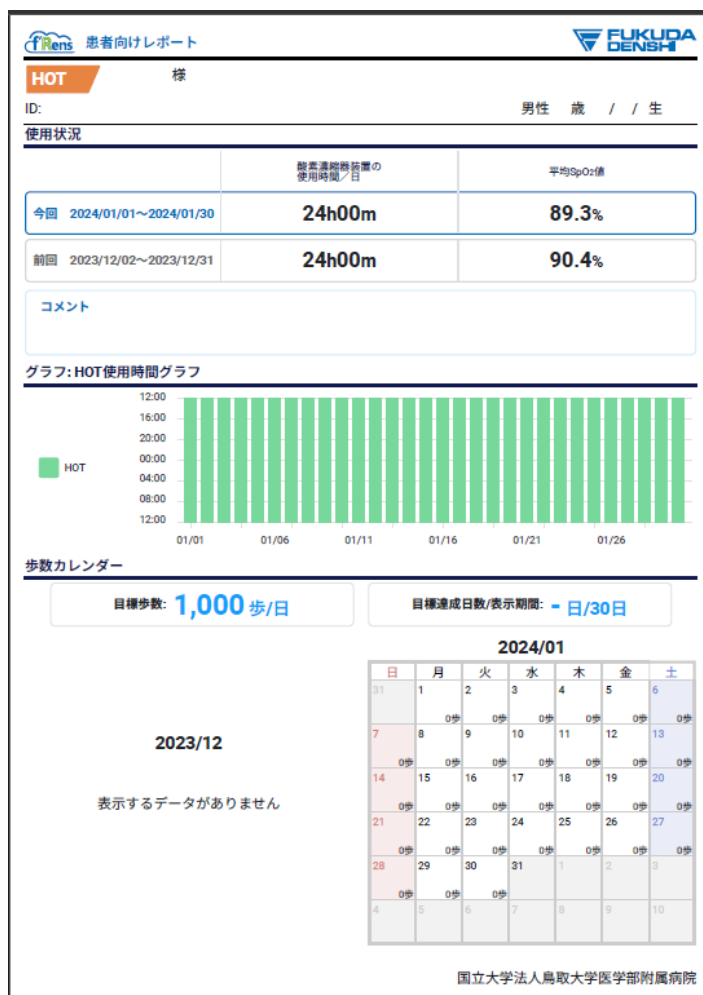 fRens 患者向けレポート
FUKUDA DENSHI
HOT 様
ID: 男性 歳 / / 生
使用状況
酸素濃縮器装置の
使用時間/日
平均SpO₂値
今回 2024/01/01～2024/01/30 24h00m 89.3%
前回 2023/12/02～2023/12/31 24h00m 90.4%
コメント
グラフ: HOT使用時間グラフ
12:00
16:00
20:00
00:00
04:00
08:00
12:00
HOT
01/01 01/06 01/11 01/16 01/21 01/26
歩数カレンダー
目標歩数: 1,000 歩/日
目標達成日数/表示期間: - 日/30日
2023/12
表示するデータがありません
2024/01
日 月 火 水 木 金 土
31 1 2 3 4 5 6
0歩 0歩 0歩 0歩 0歩 0歩
7 8 9 10 11 12 13
0歩 0歩 0歩 0歩 0歩 0歩 0歩
14 15 16 17 18 19 20
0歩 0歩 0歩 0歩 0歩 0歩 0歩
21 22 23 24 25 26 27
0歩 0歩 0歩 0歩 0歩 0歩 0歩
28 29 30 31 1 2 3
0歩 0歩 0歩
4 5 6 7 8 9 10
国立大学法人鳥取大学医学部附属病院